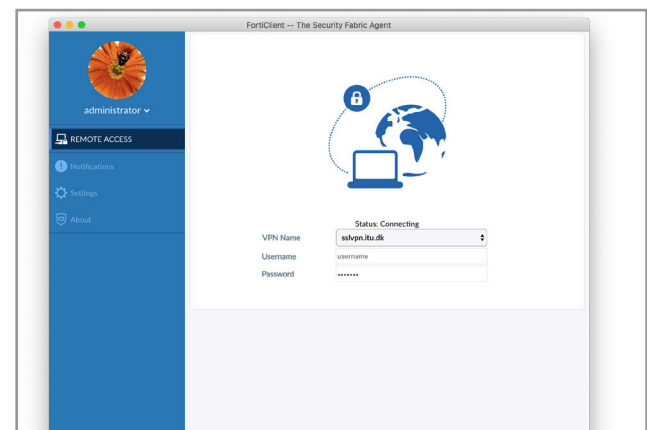 FortiClient -- The Security Fabric Agent
administrator
REMOTE ACCESS
Notifications
Settings
About
Status: Connecting
VPN Name
sslvpn.itu.dk
Username
username
Password
•••••••